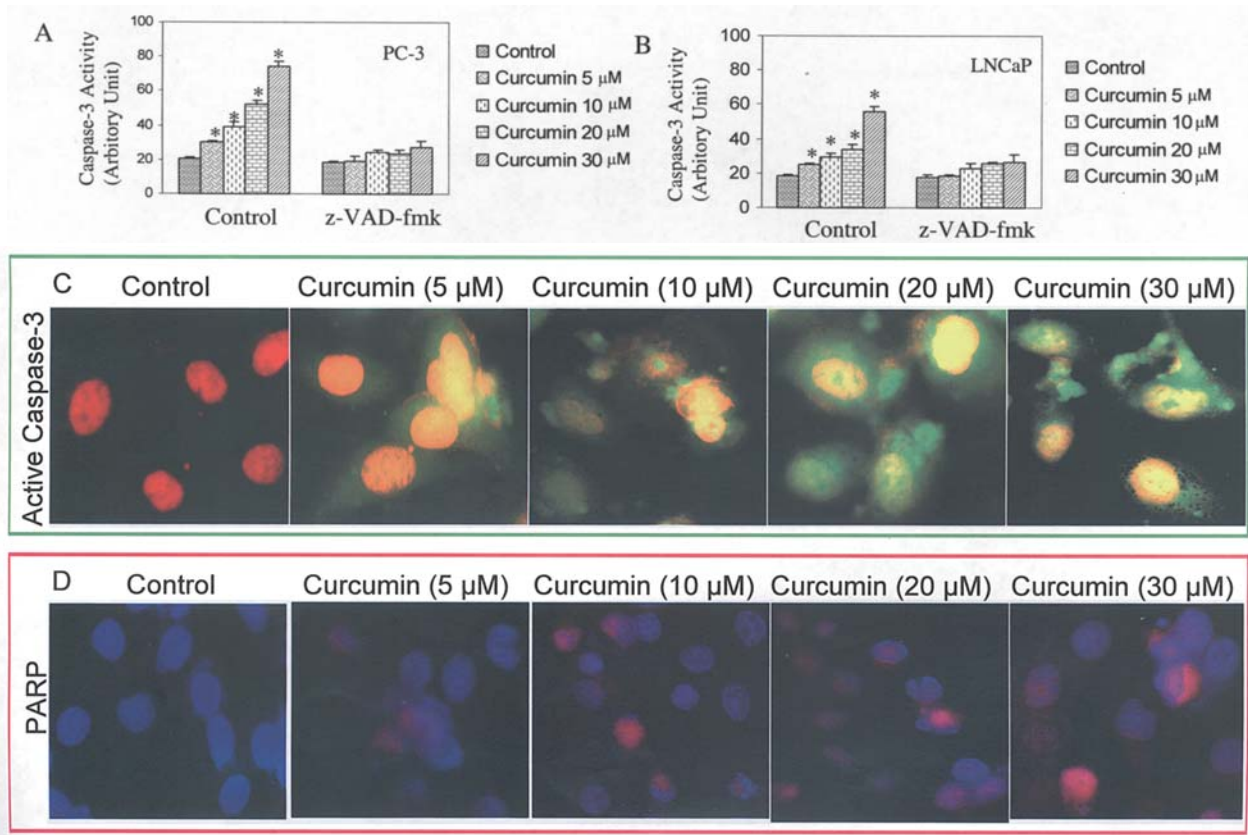 A
Caspase-3 Activity
(Arbitory Unit)
100
80
60
40
20
0
PC-3
* * * *
Control
z-VAD-fmk
Control
Curcumin 5 μM
Curcumin 10 μM
Curcumin 20 μM
Curcumin 30 μM
B
Caspase-3 Activity
(Arbitory Unit)
100
80
60
40
20
0
LNCaP
* * * *
Control
z-VAD-fmk
Control
Curcumin 5 μM
Curcumin 10 μM
Curcumin 20 μM
Curcumin 30 μM
C
Control
Curcumin (5 μM)
Curcumin (10 μM)
Curcumin (20 μM)
Curcumin (30 μM)
Active Caspase-3
D
Control
Curcumin (5 μM)
Curcumin (10 μM)
Curcumin (20 μM)
Curcumin (30 μM)
PARP